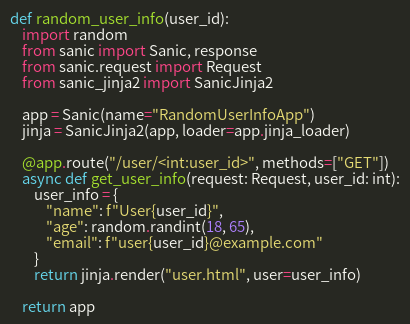 def random_user_info(user_id):
    import random
    from sanic import Sanic, response
    from sanic.request import Request
    from sanic_jinja2 import SanicJinja2

    app = Sanic(name="RandomUserInfoApp")
    jinja = SanicJinja2(app, loader=app.jinja_loader)

    @app.route("/user/<int:user_id>", methods=["GET"])
    async def get_user_info(request: Request, user_id: int):
        user_info = {
            "name": f"User{user_id}",
            "age": random.randint(18, 65),
            "email": f"user{user_id}@example.com"
        }
        return jinja.render("user.html", user=user_info)

    return app